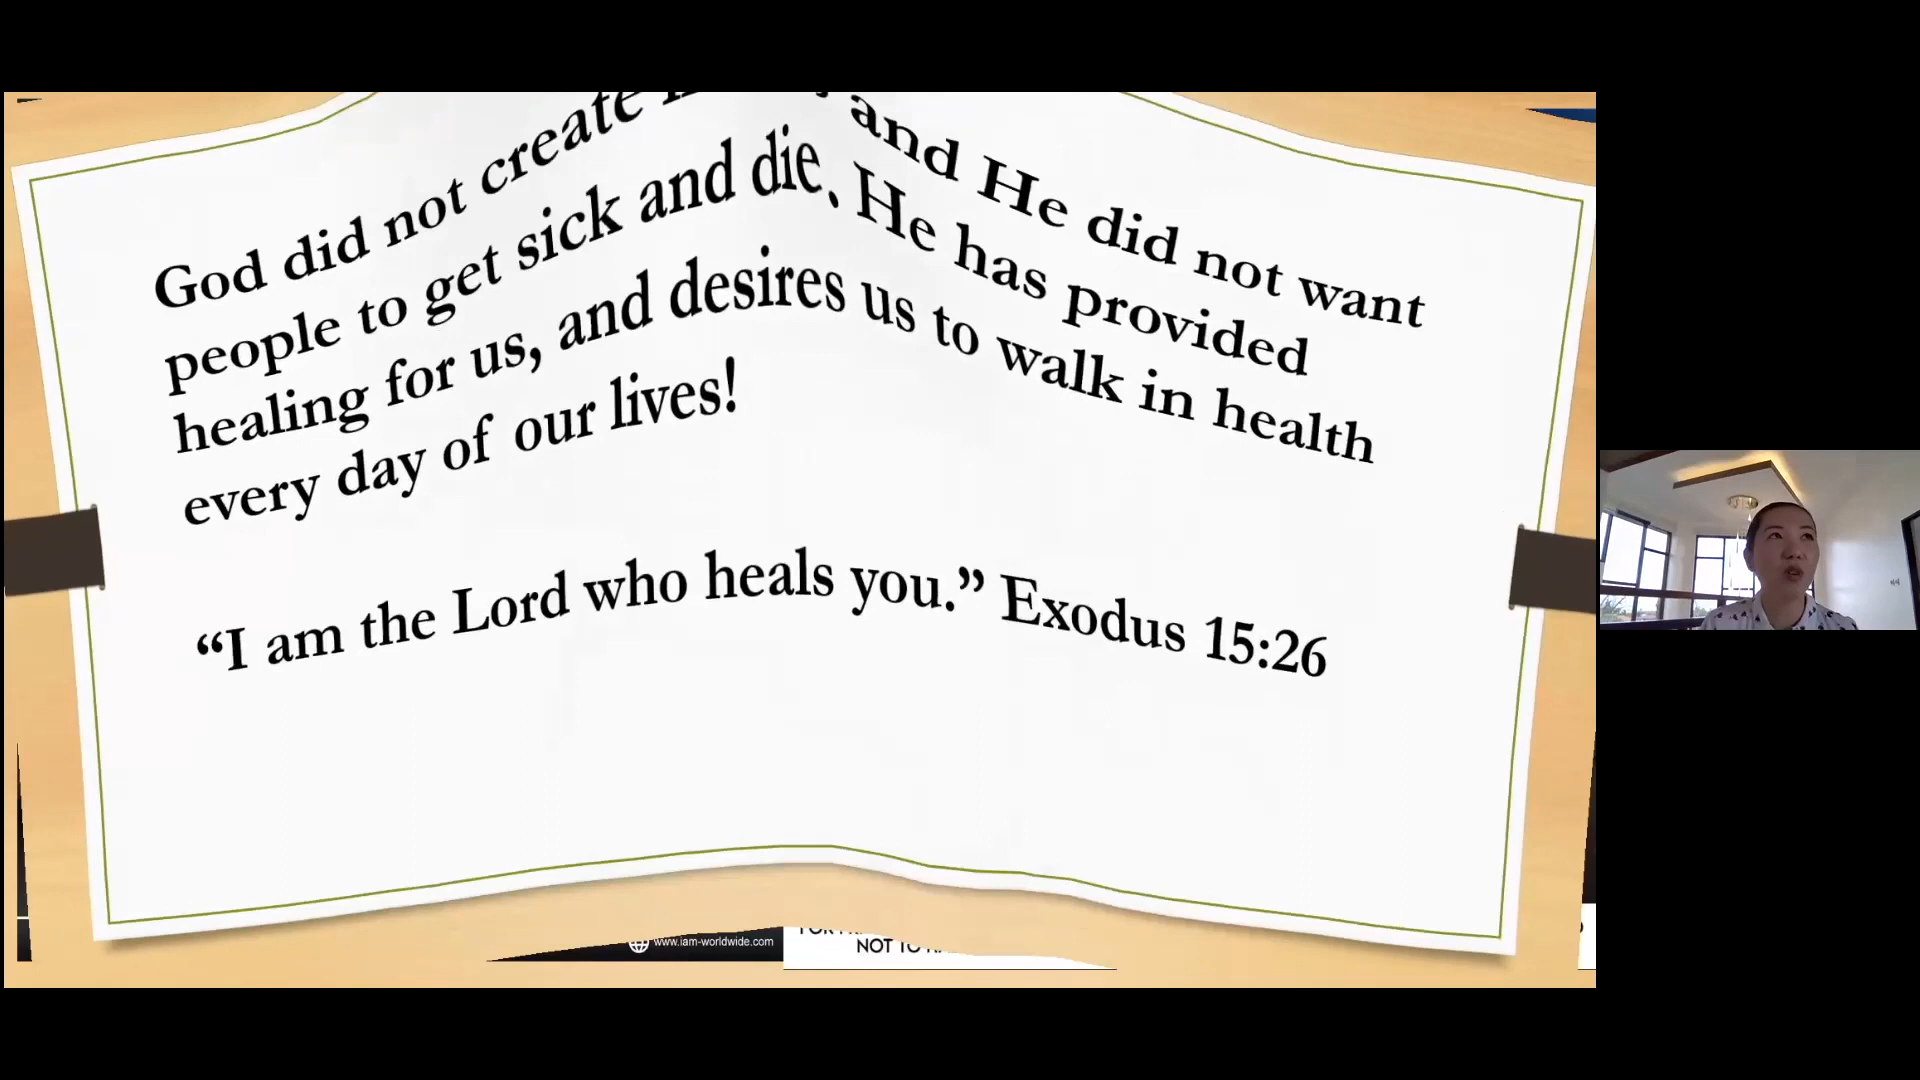 God did not create and He did not want
people to get sick and die. He has provided
healing for us, and desires us to walk in health
every day of our lives!
“I am the Lord who heals you.” Exodus 15:26
www.iam-worldwide.com
NOT TO